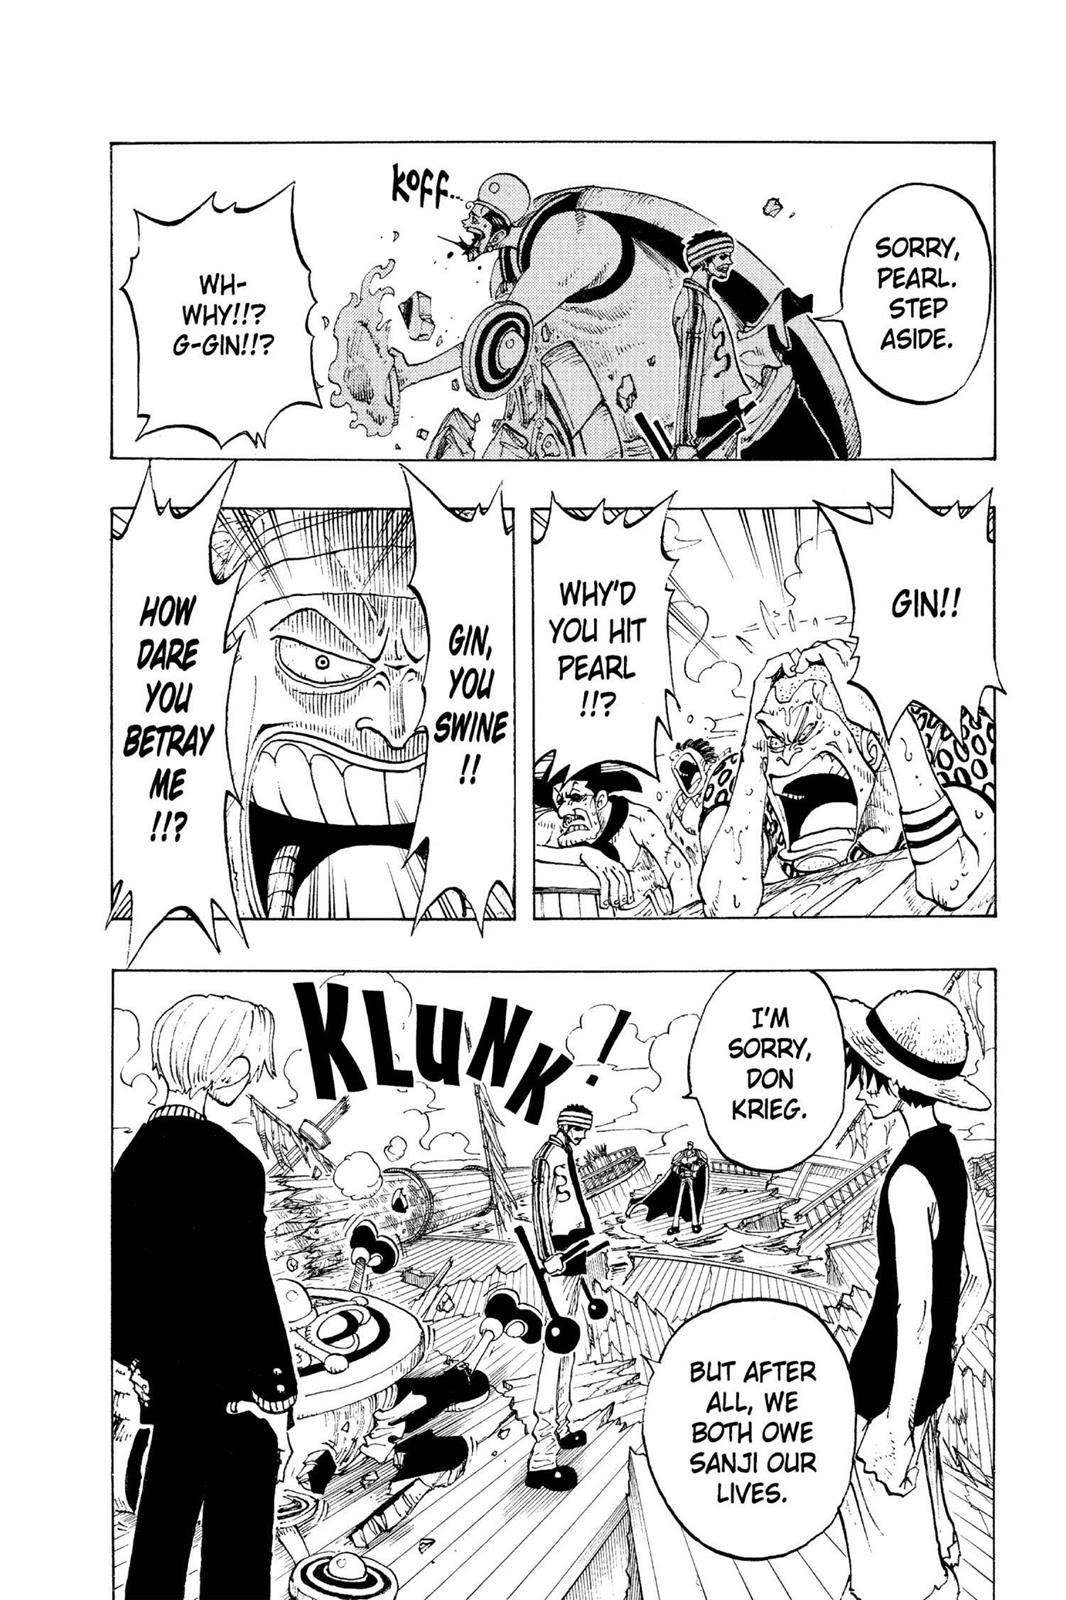 KOFF...
WH-
WHY!!?
G-GIN!!?
SORRY,
PEARL.
STEP
ASIDE.
HOW
DARE
YOU
BETRAY
ME
!!?
GIN,
YOU
SWINE
!!
WHY'D
YOU HIT
PEARL
!!?
GIN!!
KLUNK!
I'M
SORRY,
DON
KRIEG.
BUT AFTER
ALL, WE
BOTH OWE
SANJI OUR
LIVES.